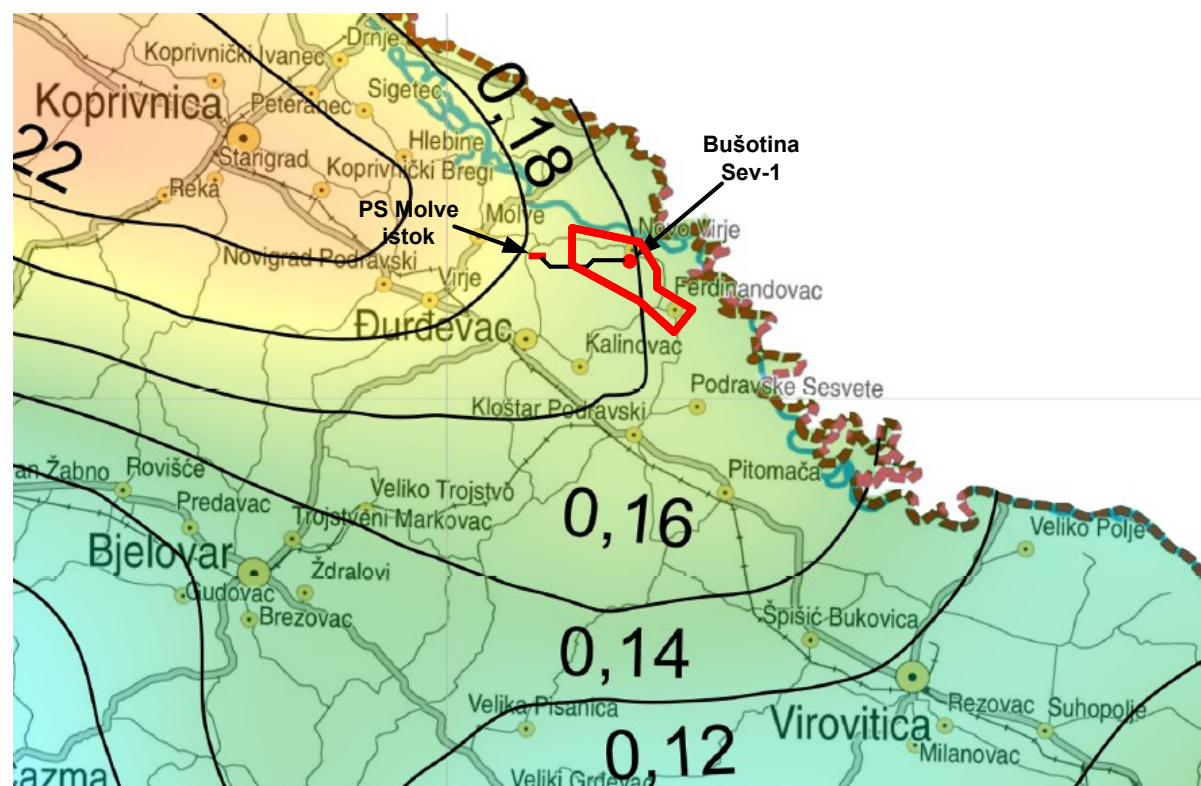 Drnje
Koprivnički Ivanec
Sigetec
Koprivnica
Peteranec
0,18
Hlebine
Starigrad
Koprivnički Bregi
22
Reka
Bušotina
Sev-1
PS Molve
istok
Molve
Novo Virje
Novigrad Podravski
Virje
Ferdinandovac
Đurđevac
Kalinovac
Podravske Sesvete
Kloštar Podravski
an Žabno
Rovišće
Pitomača
Predavac
Veliko Trojstvo
Trojstveni Markovac
0,16
Veliko Polje
Bjelovar
Ždralovi
Gudovac
Brezovac
Špišić Bukovica
0,14
Velika Pisanica
Rezovac
Suhopolje
Virovitica
0,12
Milanovac
Čazma
Veliki Grđevac